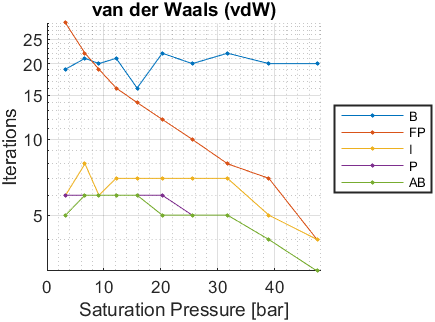 van der Waals (vdW)
25
20
15
10
5
Iterations
0
10
20
30
40
Saturation Pressure [bar]
B
FP
I
P
AB